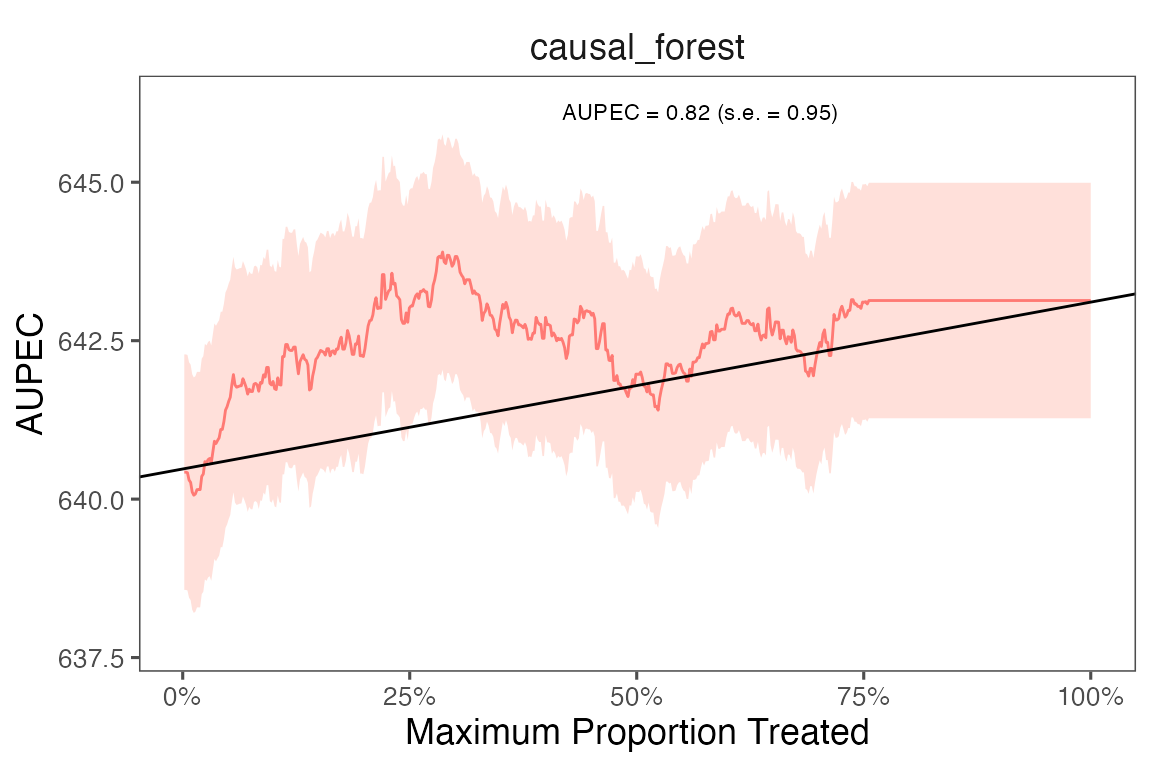 causal_forest
AUPEC = 0.82 (s.e. = 0.95)
AUPEC
645.0
642.5
640.0
637.5
0% 25% 50% 75% 100%
Maximum Proportion Treated